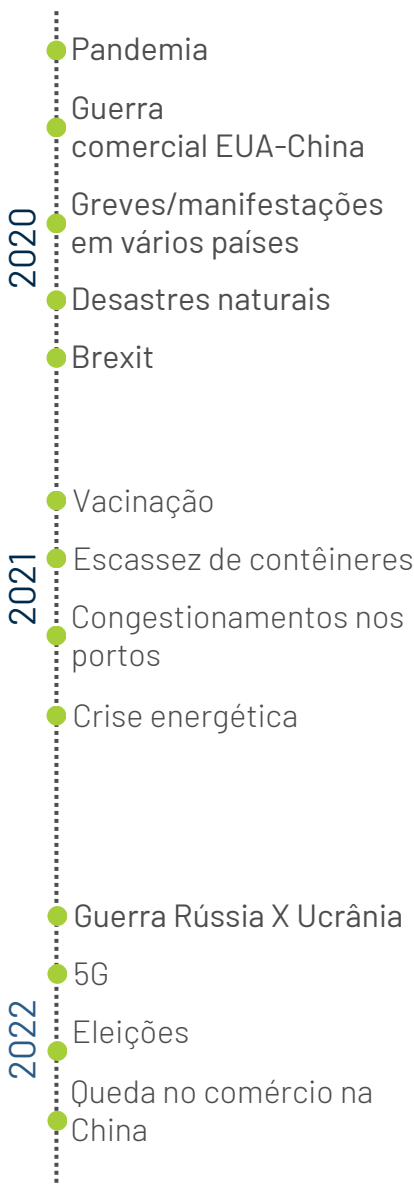 2020
Pandemia
Guerra
comercial EUA-China
Greves/manifestações
em vários países
Desastres naturais
Brexit
2021
Vacinação
Escassez de contêineres
Congestionamentos nos
portos
Crise energética
2022
Guerra Rússia X Ucrânia
5G
Eleições
Queda no comércio na
China